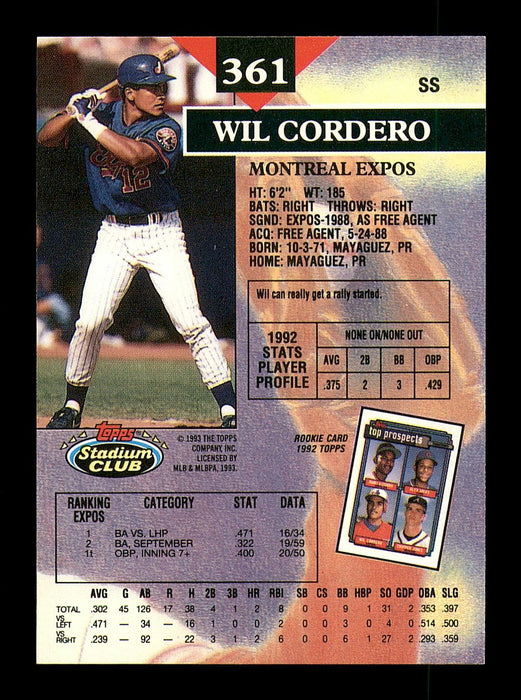 361
SS
WIL CORDERO
MONTREAL EXPOS
HT: 6'2" WT: 185
BATS: RIGHT THROWS: RIGHT
SGND: EXPOS-1988, AS FREE AGENT
ACQ: FREE AGENT, 5-24-88
BORN: 10-3-71, MAYAGUEZ, PR
HOME: MAYAGUEZ, PR
12
Wil can really get a rally started.
1992 STATS PLAYER PROFILE
NONE ON/NONE OUT
AVG 2B BB OBP
.375 2 3 .429
Topps
Stadium
CLUB
© 1993 THE TOPPS
COMPANY, INC.
LICENSED BY
MLB & MLBPA, 1993.
ROOKIE CARD
1992 TOPPS
top prospects
WIL CORDERO
CHIPPER JONES
RANKING EXPOS CATEGORY STAT DATA
1 BA VS. LHP .471 16/34
2 BA, SEPTEMBER .322 19/59
1t OBP, INNING 7+ .400 20/50
AVG G AB R H 2B 3B HR RBI SB CS BB HBP SO GDP OBA SLG
TOTAL .302 45 126 17 38 4 1 2 8 0 0 9 1 31 2 .353 .397
VS LEFT .471 — 34 — 16 1 0 0 2 0 0 3 0 4 0 .514 .500
VS RIGHT .239 — 92 — 22 3 1 2 6 0 0 6 1 27 2 .293 .359